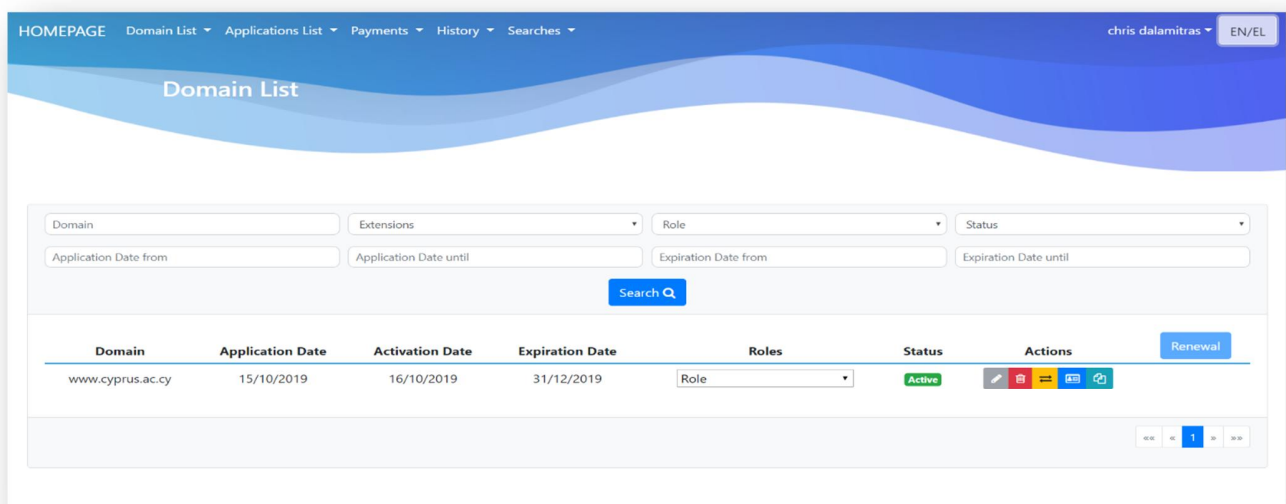 HOMEPAGE Domain List Applications List Payments History Searches chris dalamitras EN/EL
Domain List
Domain Extensions Role Status
Application Date from Application Date until Expiration Date from Expiration Date until
Search
Domain Application Date Activation Date Expiration Date Roles Status Actions Renewal
www.cyprus.ac.cy 15/10/2019 16/10/2019 31/12/2019 Role Active
«« « 1 » »»